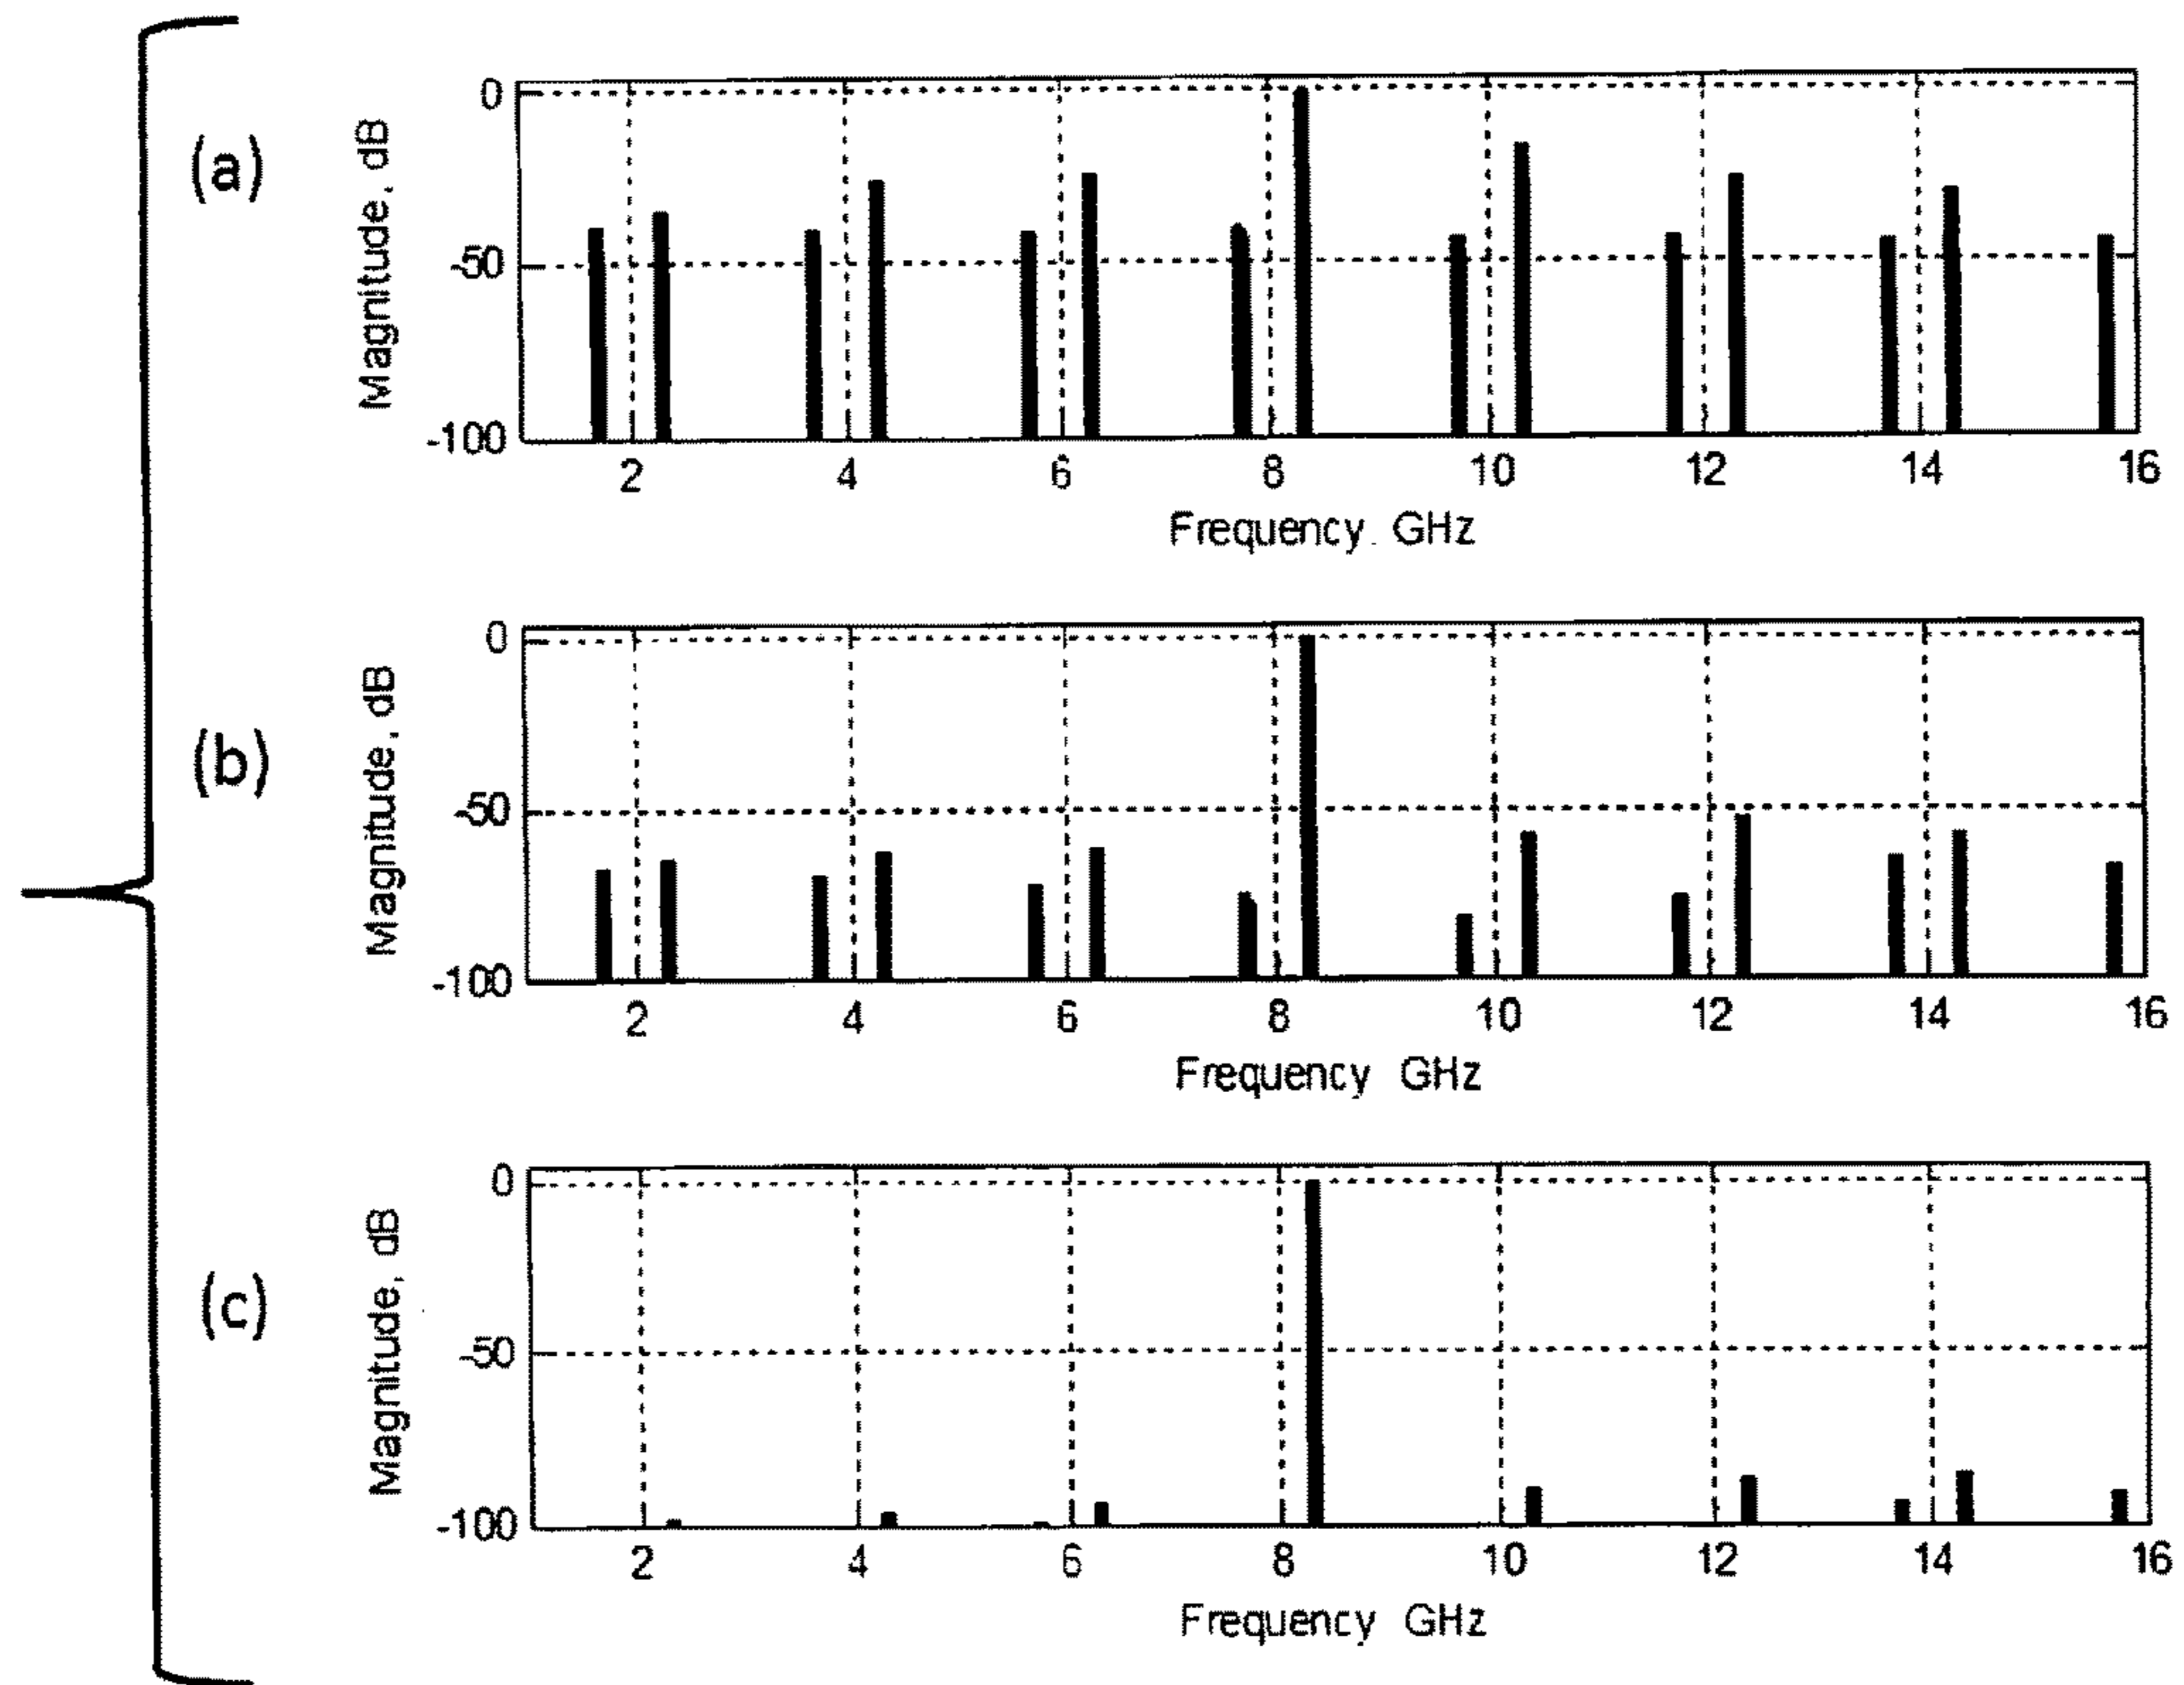 (a)
Magnitude, dB
0
-50
-100
2 4 6 8 10 12 14 16
Frequency. GHz
(b)
Magnitude, dB
0
-50
-100
2 4 6 8 10 12 14 16
Frequency GHz
(c)
Magnitude, dB
0
-50
-100
2 4 6 8 10 12 14 16
Frequency GHz